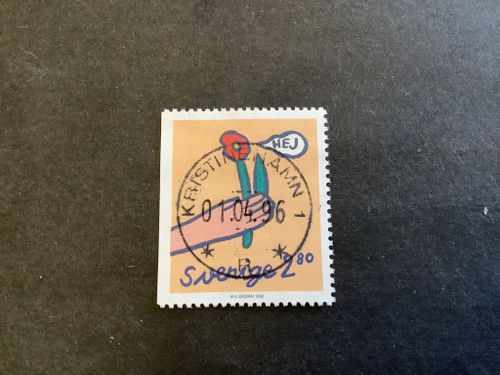 HEJ
KRISTINEHAMN 1
01.04.96
* B *
Sverige 2 80